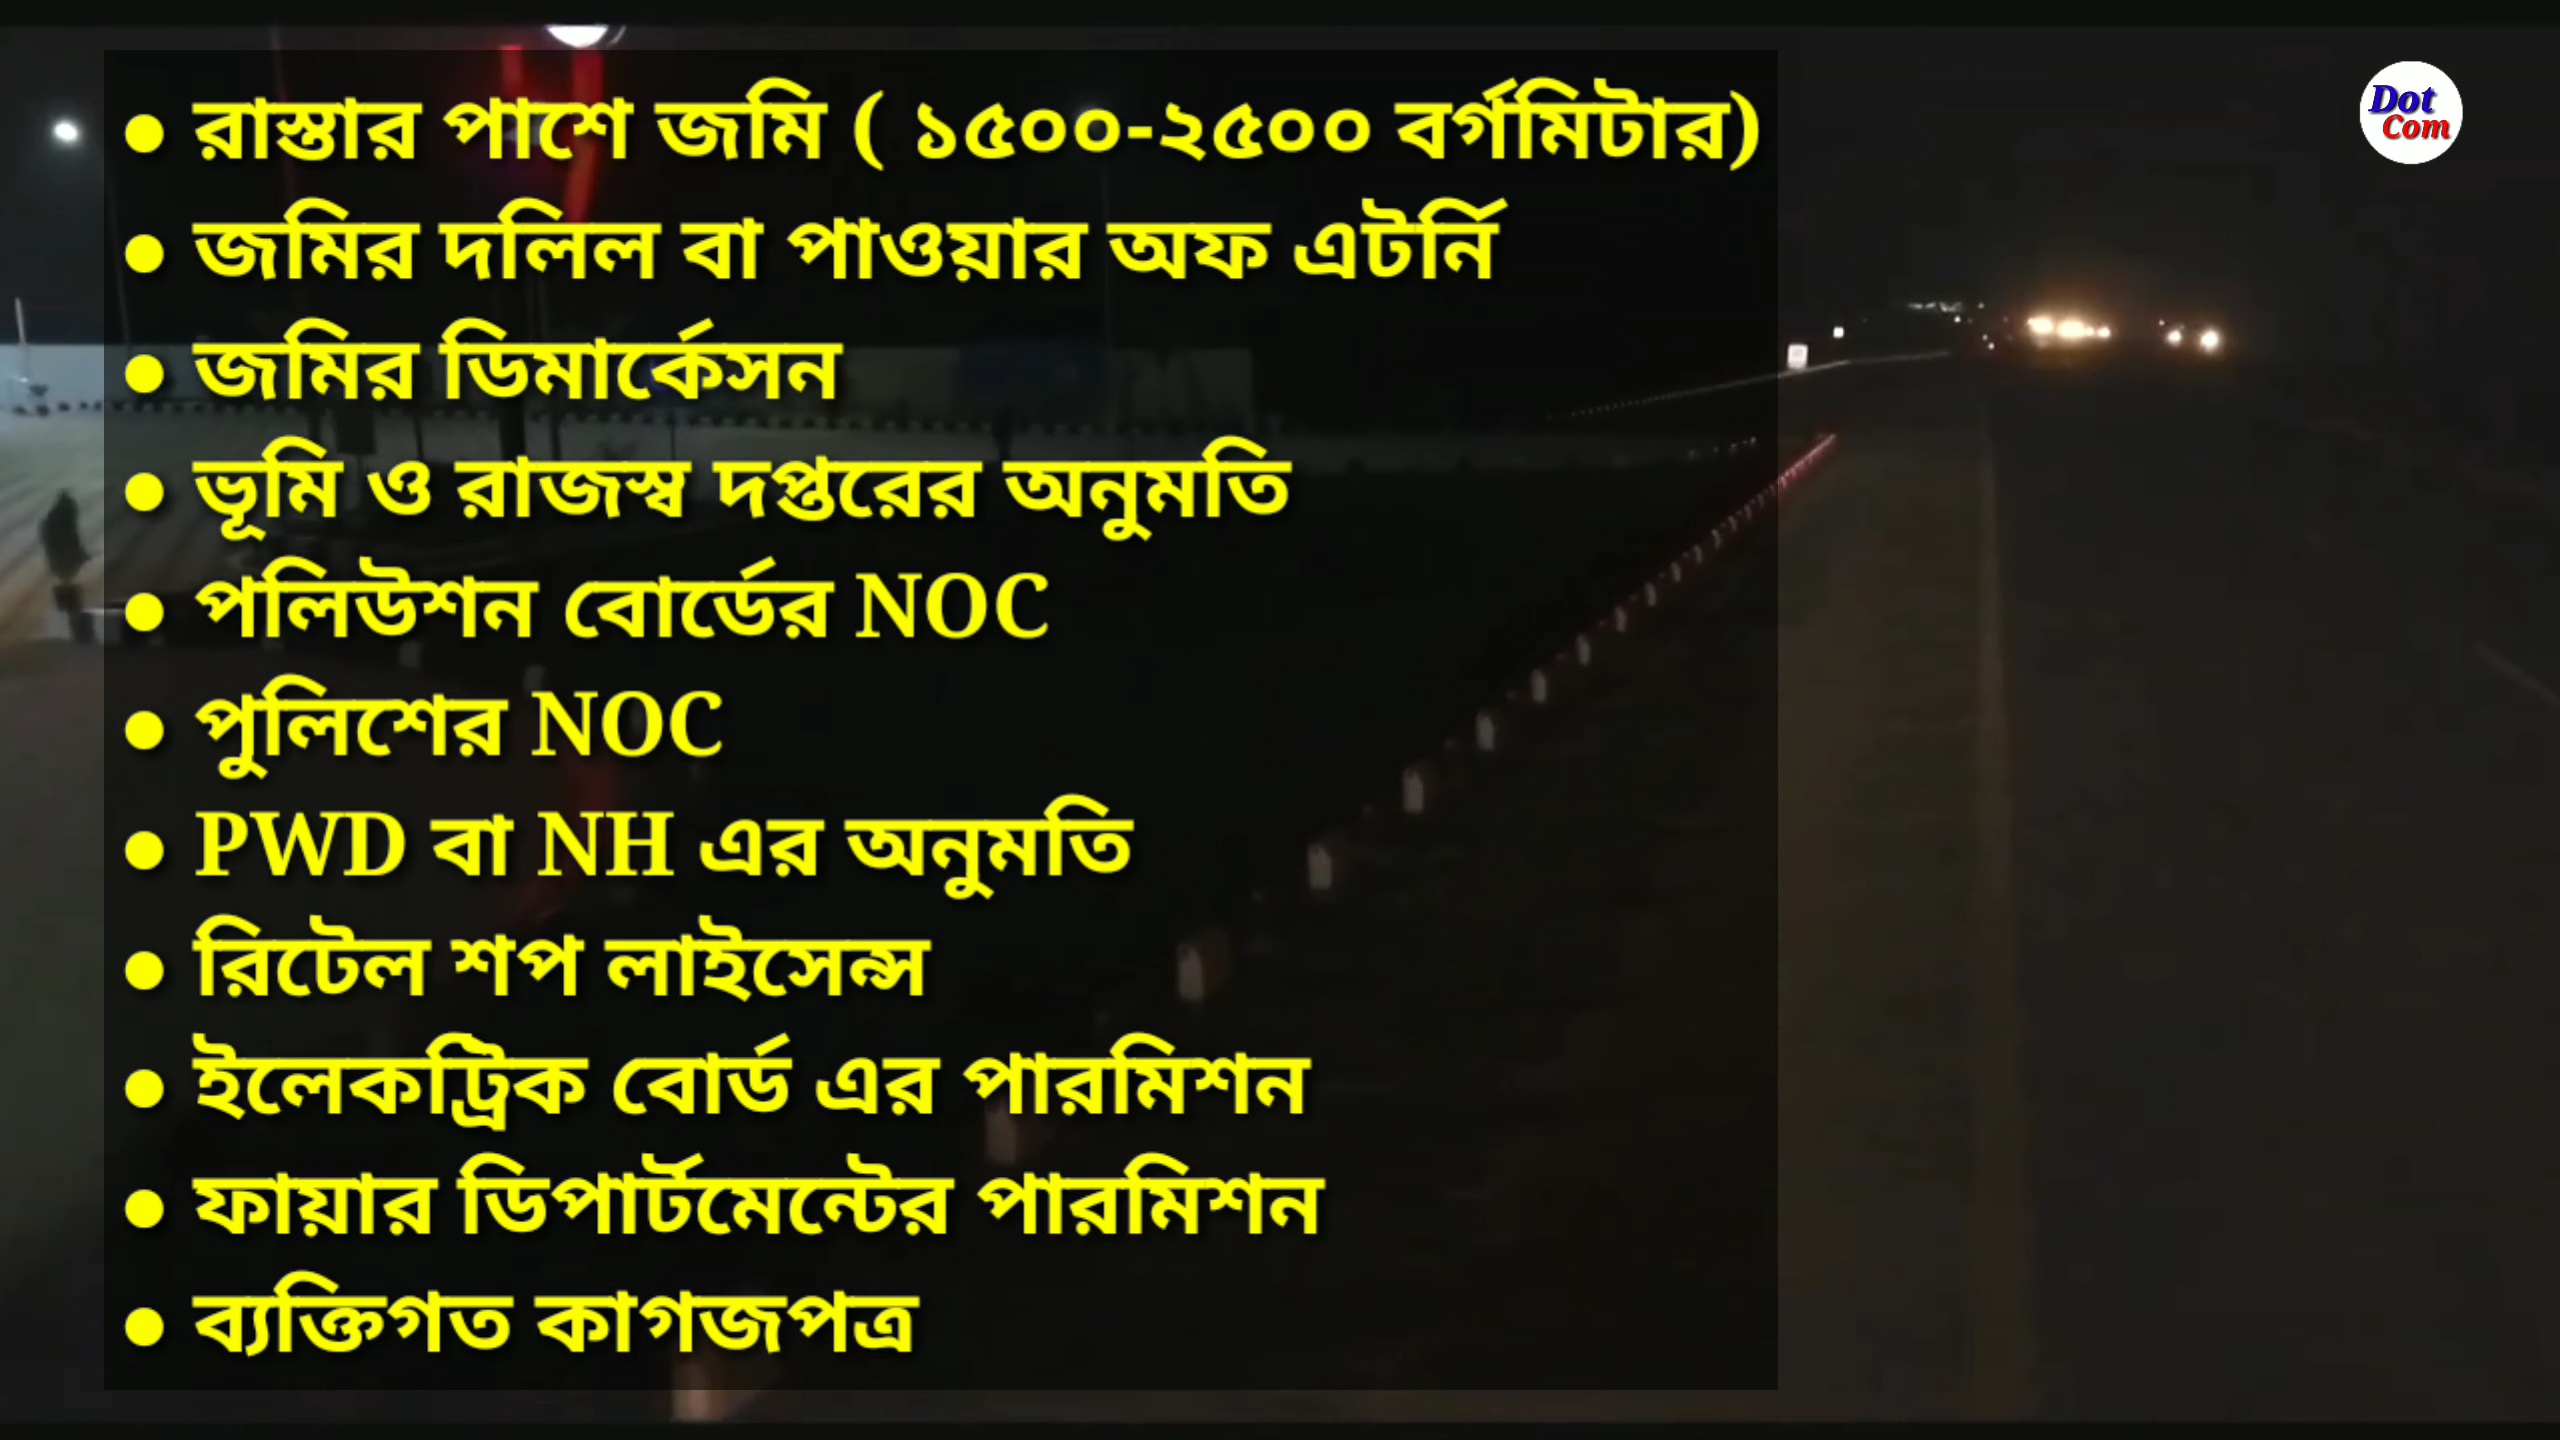 • রাস্তার পাশে জমি ( ১৫০০-২৫০০ বর্গমিটার)
• জমির দলিল বা পাওয়ার অফ এটর্নি
• জমির ডিমার্কেসন
• ভূমি ও রাজস্ব দপ্তরের অনুমতি
• পলিউশন বোর্ডের NOC
• পুলিশের NOC
• PWD বা NH এর অনুমতি
• রিটেল শপ লাইসেন্স
• ইলেকট্রিক বোর্ড এর পারমিশন
• ফায়ার ডিপার্টমেন্টের পারমিশন
• ব্যক্তিগত কাগজপত্র
Dot
Com